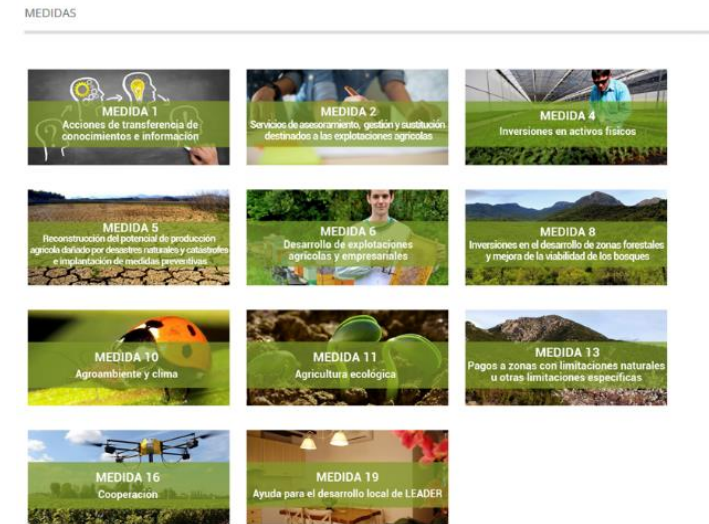 MEDIDAS
MEDIDA 1
Acciones de transferencia de
conocimientos e información
MEDIDA 2
Servicios de asesoramiento, gestión y sustitución
destinados a las explotaciones agrícolas
MEDIDA 4
Inversiones en activos físicos
MEDIDA 5
Reconstrucción del potencial de producción
agrícola dañado por desastres naturales y catástrofes
e implantación de medidas preventivas
MEDIDA 6
Desarrollo de explotaciones
agrícolas y empresariales
MEDIDA 8
Inversiones en el desarrollo de zonas forestales
y mejora de la viabilidad de los bosques
MEDIDA 10
Agroambiente y clima
MEDIDA 11
Agricultura ecológica
MEDIDA 13
Pagos a zonas con limitaciones naturales
u otras limitaciones específicas
MEDIDA 16
Cooperación
MEDIDA 19
Ayuda para el desarrollo local de LEADER